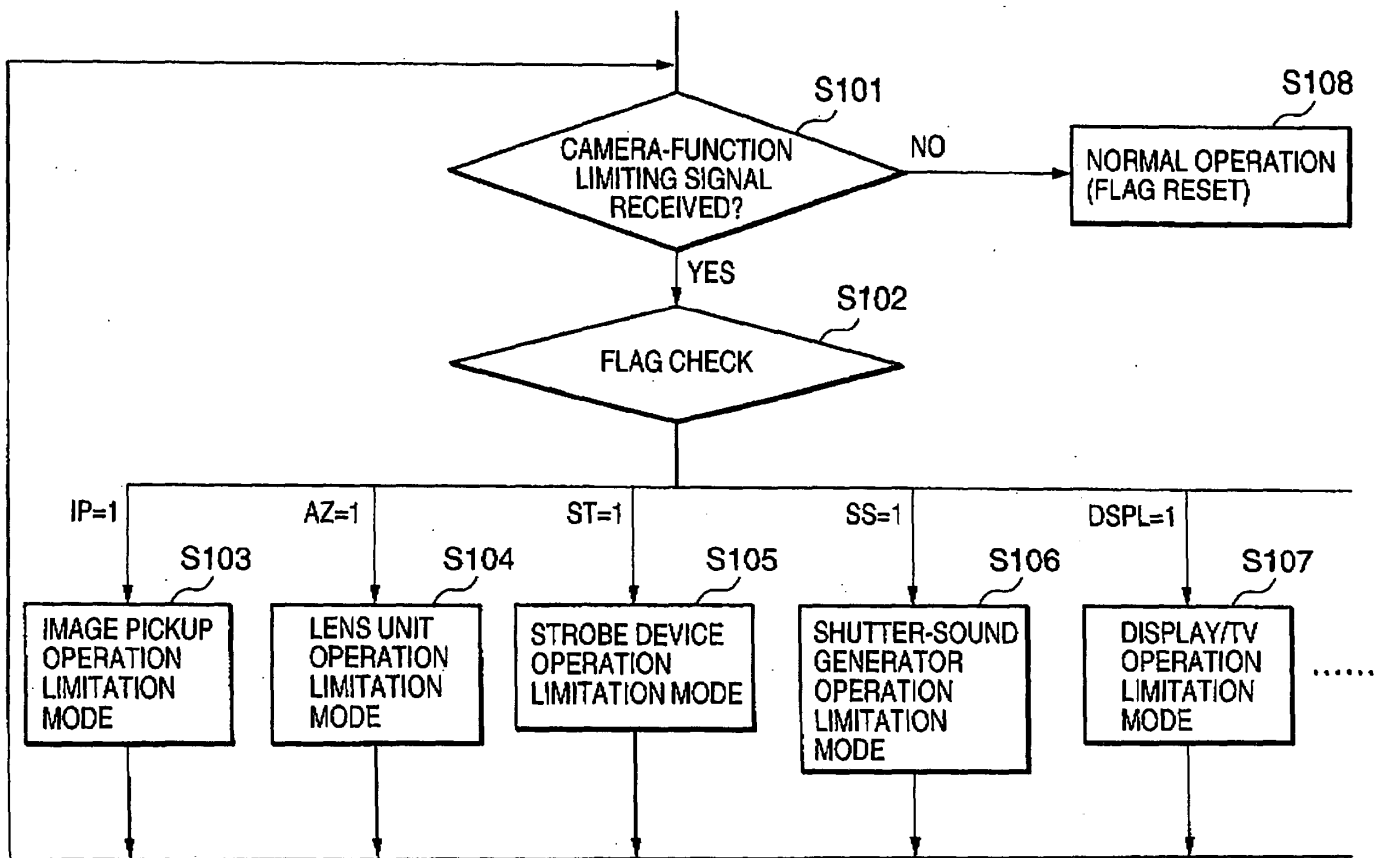 S101
CAMERA-FUNCTION
LIMITING SIGNAL
RECEIVED?
NO
S108
NORMAL OPERATION
(FLAG RESET)
YES
S102
FLAG CHECK
IP=1
AZ=1
ST=1
SS=1
DSPL=1
S103
IMAGE PICKUP
OPERATION
LIMITATION
MODE
S104
LENS UNIT
OPERATION
LIMITATION
MODE
S105
STROBE DEVICE
OPERATION
LIMITATION MODE
S106
SHUTTER-SOUND
GENERATOR
OPERATION
LIMITATION
MODE
S107
DISPLAY/TV
OPERATION
LIMITATION
MODE
......